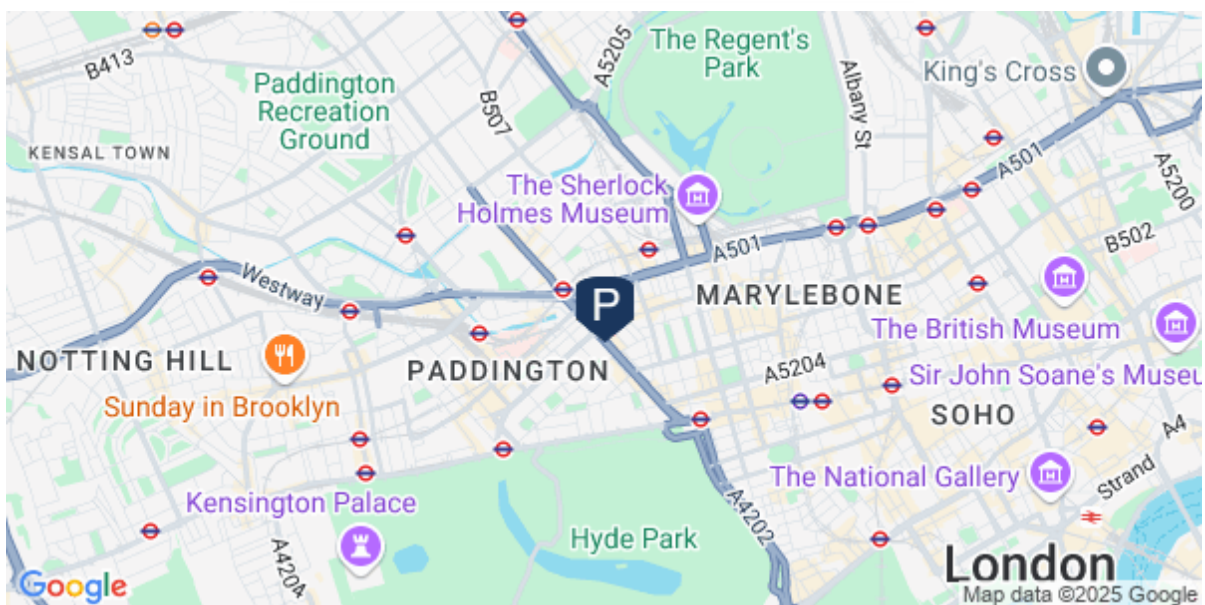 B413
Paddington
Recreation
Ground
KENSAL TOWN
B507
A5205
The Regent's
Park
Albany St
King's Cross
A501
A5200
B502
The Sherlock
Holmes Museum
A501
Westway
P
MARYLEBONE
The British Museum
NOTTING HILL
PADDINGTON
A5204
Sir John Soane's Museu
Sunday in Brooklyn
SOHO
A4
The National Gallery
Strand
Kensington Palace
A4202
Hyde Park
A4204
London
Google
Map data ©2025 Google